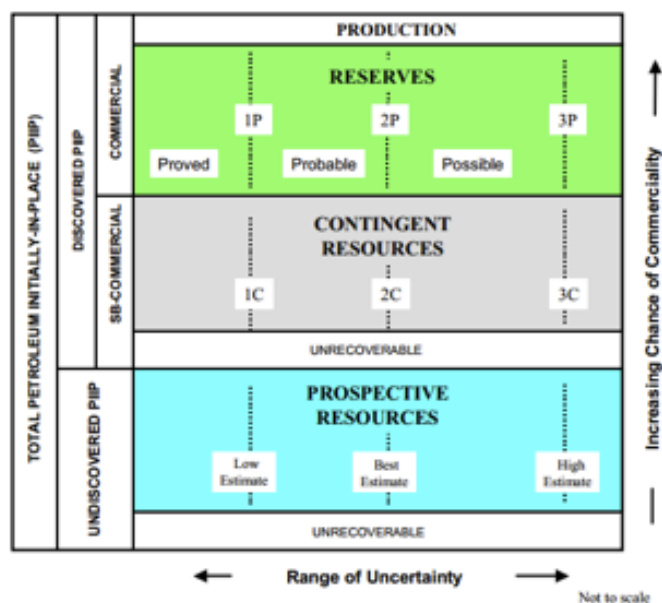 PRODUCTION
RESERVES
1P 2P 3P
Proved Probable Possible
CONTINGENT
RESOURCES
1C 2C 3C
UNRECOVERABLE
PROSPECTIVE
RESOURCES
Low
Estimate
Best
Estimate
High
Estimate
UNRECOVERABLE
TOTAL PETROLEUM INITIALLY-IN-PLACE (PIIP)
DISCOVERED PIIP
UNDISCOVERED PIIP
COMMERCIAL
SB-COMMERCIAL
Increasing Chance of Commerciality
Range of Uncertainty
Not to scale